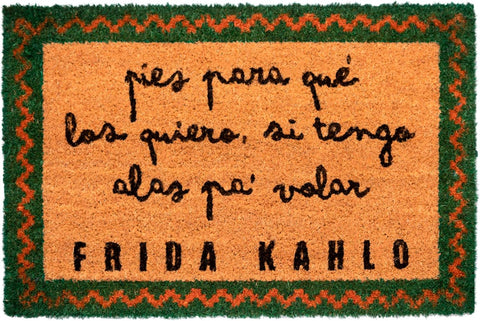 pies para qué
los quiero, si tengo
alas pa' volar
FRIDA KAHLO